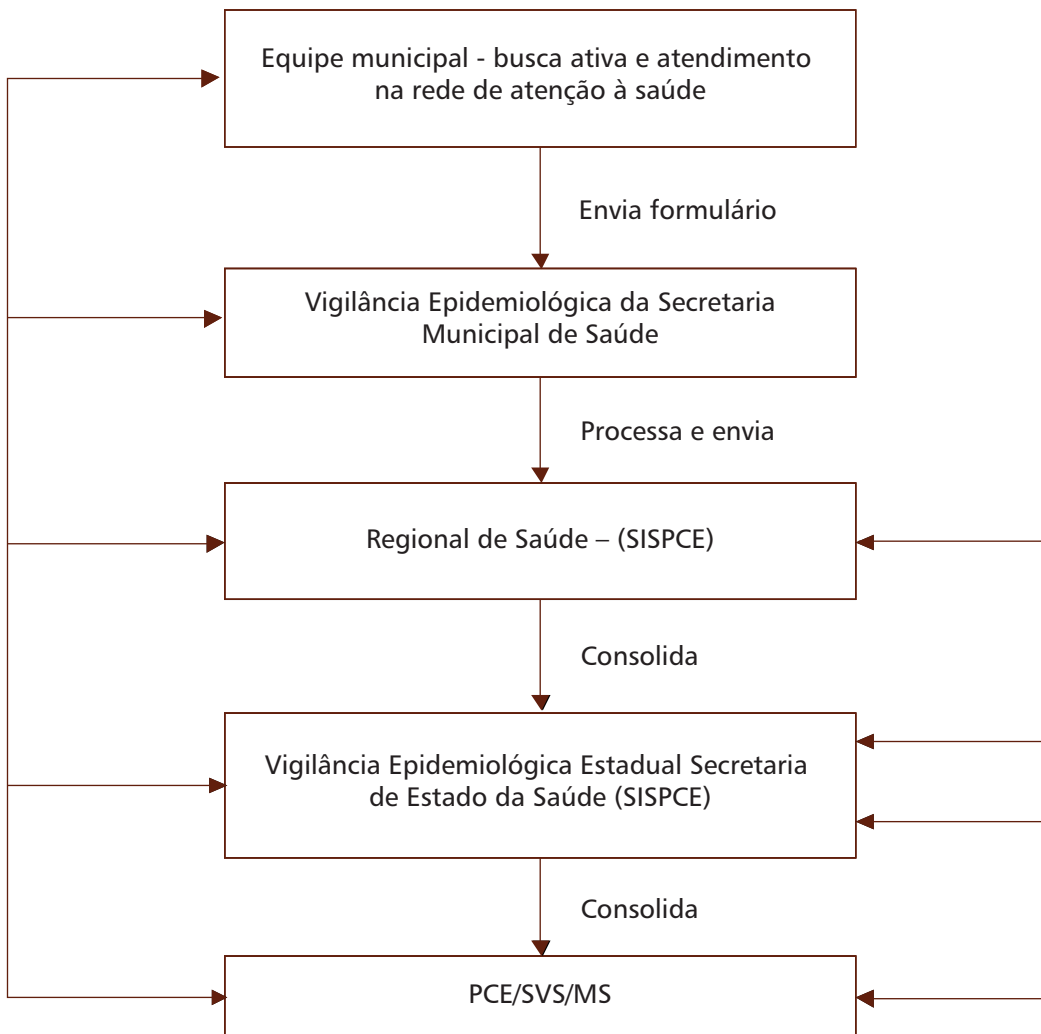 Equipe municipal - busca ativa e atendimento
na rede de atenção à saúde
Envia formulário
Vigilância Epidemiológica da Secretaria
Municipal de Saúde
Processa e envia
Regional de Saúde – (SISPCE)
Consolida
Vigilância Epidemiológica Estadual Secretaria
de Estado da Saúde (SISPCE)
Consolida
PCE/SVS/MS